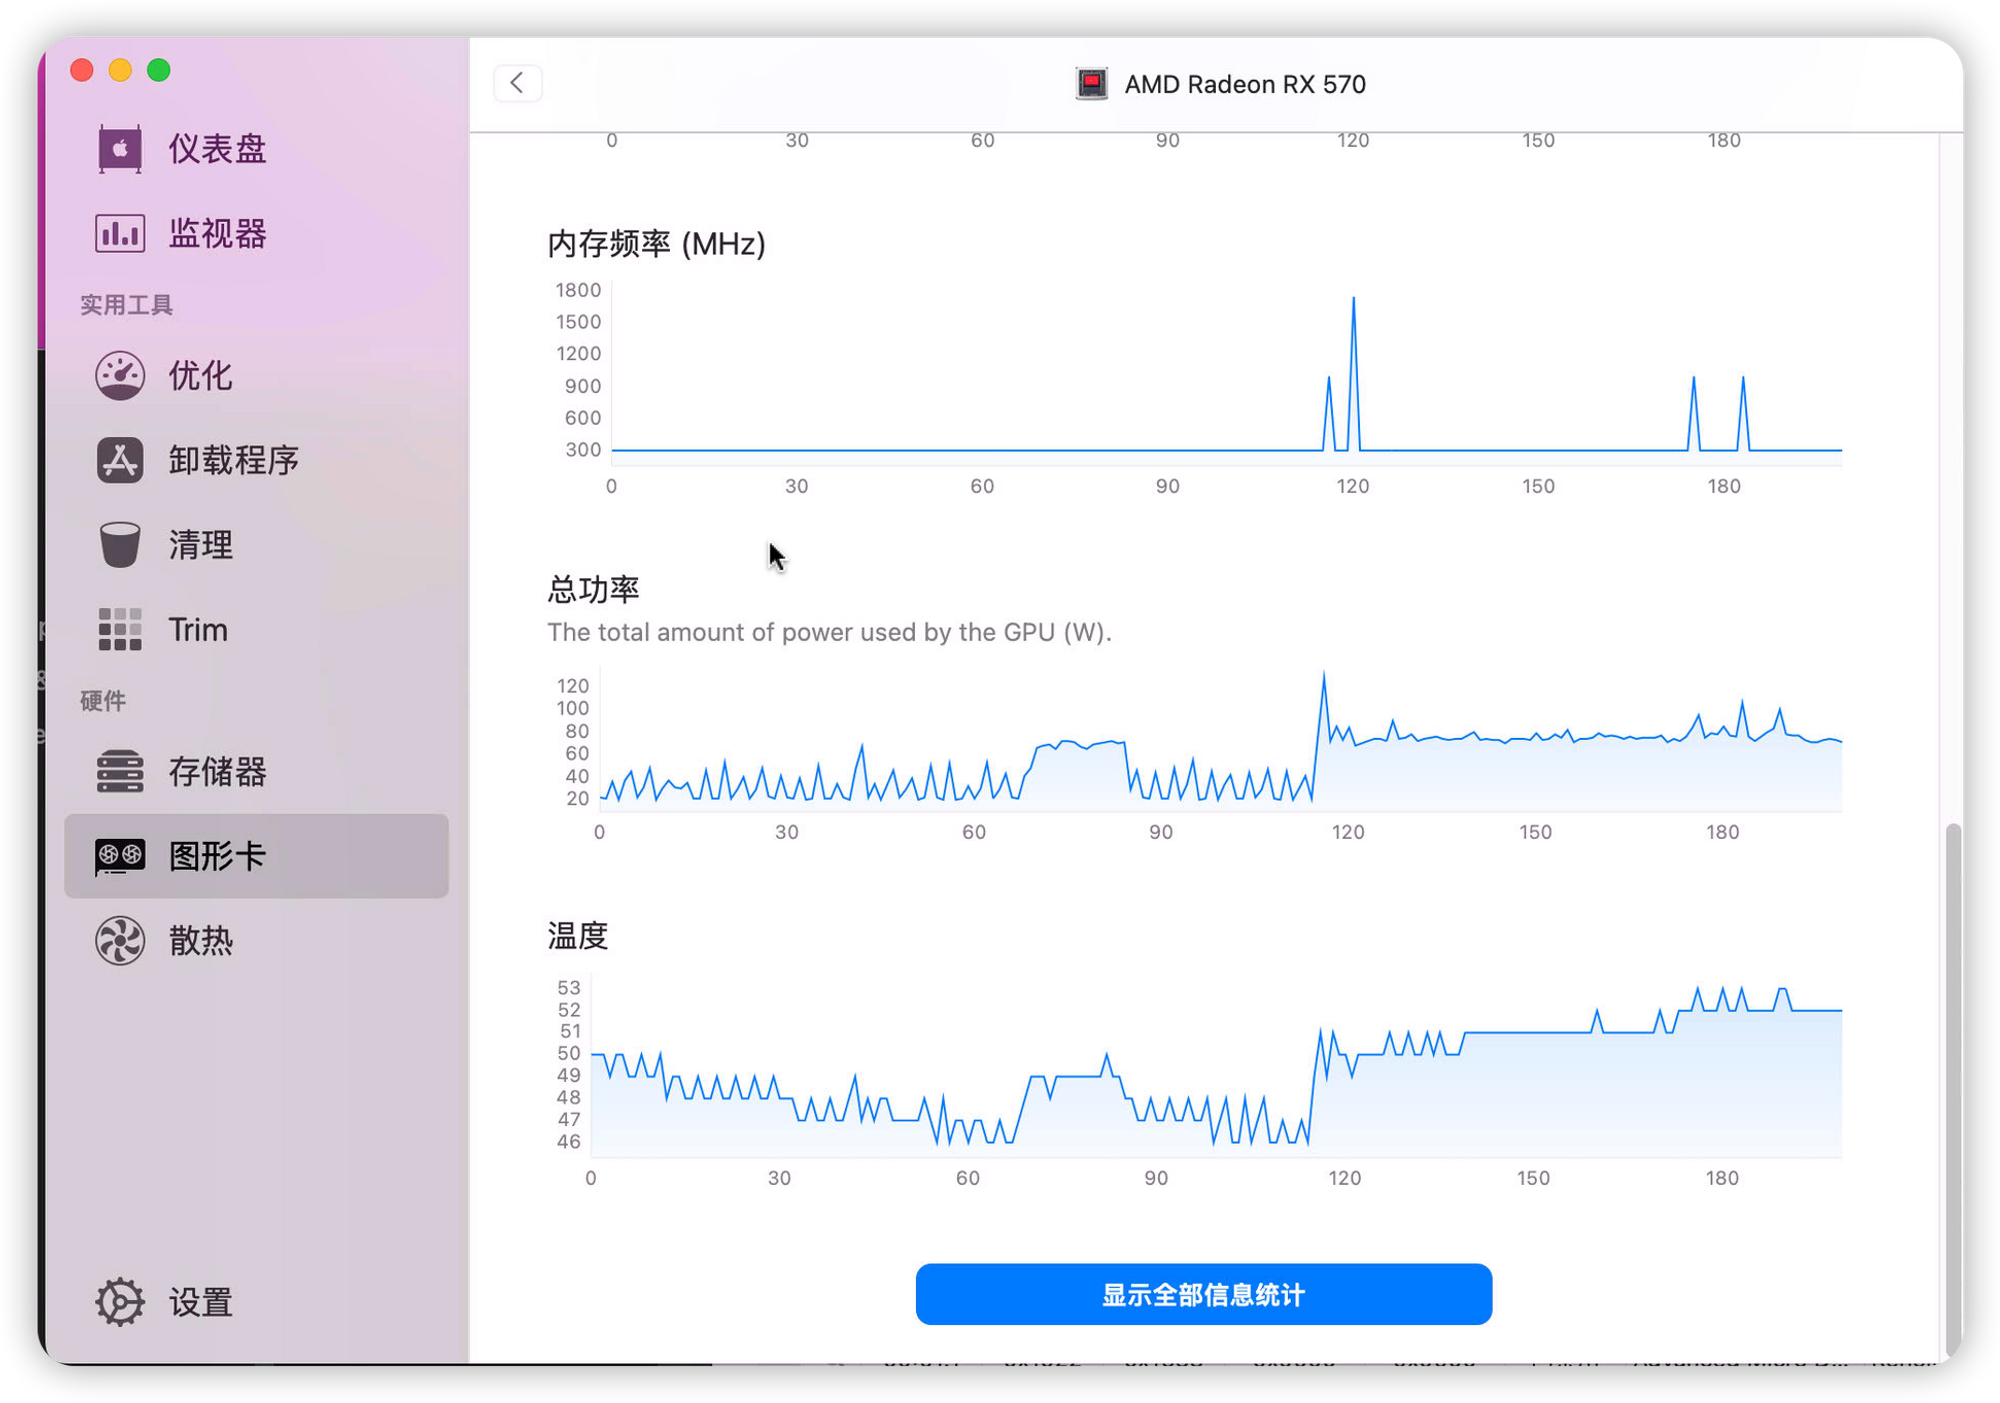 AMD Radeon RX 570
仪表盘
监视器
实用工具
优化
卸载程序
清理
Trim
硬件
存储器
图形卡
散热
设置
0 30 60 90 120 150 180
内存频率 (MHz)
1800
1500
1200
900
600
300
0 30 60 90 120 150 180
总功率
The total amount of power used by the GPU (W).
120
100
80
60
40
20
0 30 60 90 120 150 180
温度
53
52
51
50
49
48
47
46
0 30 60 90 120 150 180
显示全部信息统计